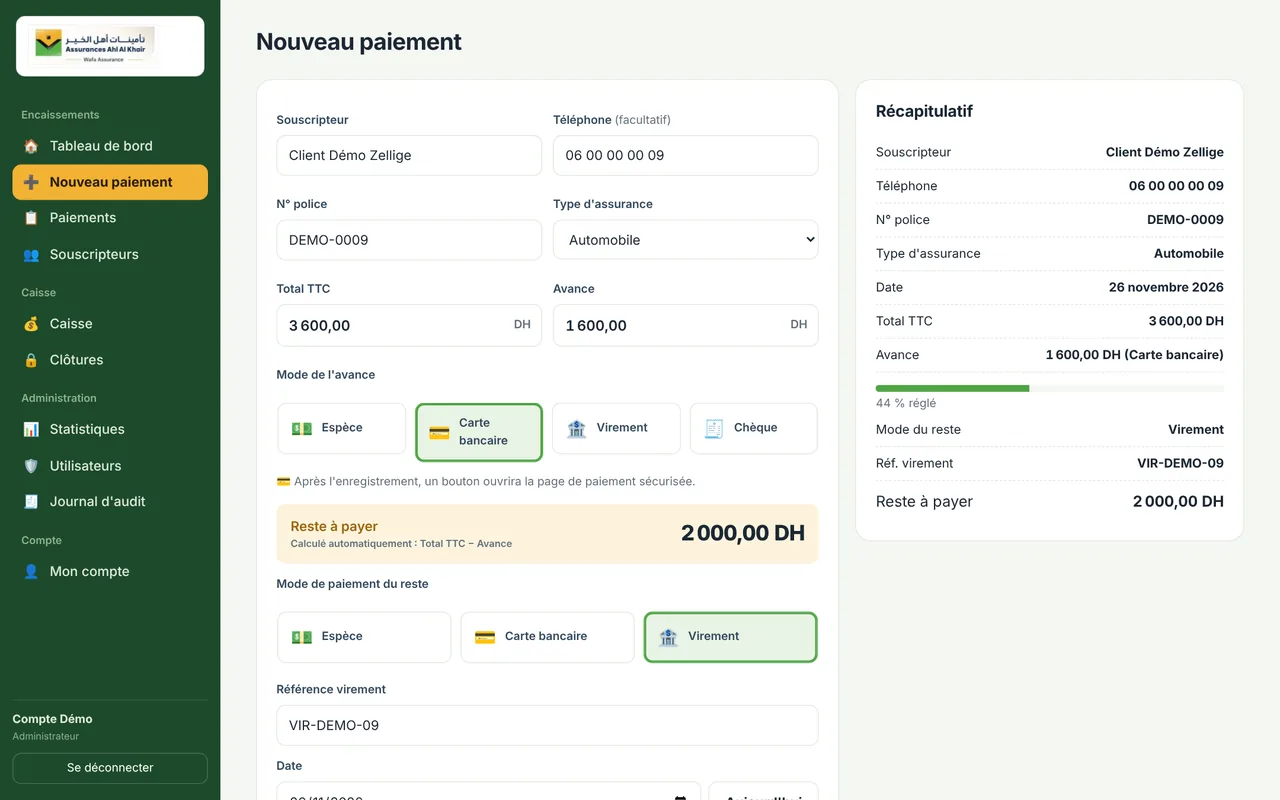 تأمينــات أهل الخـيــر
Assurances Ahl Al Khair
Wafa Assurance
Encaissements
Tableau de bord
Nouveau paiement
Paiements
Souscripteurs
Caisse
Caisse
Clôtures
Administration
Statistiques
Utilisateurs
Journal d'audit
Compte
Mon compte
Compte Démo
Administrateur
Se déconnecter
Nouveau paiement
Souscripteur
Client Démo Zellige
Téléphone (facultatif)
06 00 00 00 09
N° police
DEMO-0009
Type d'assurance
Automobile
Total TTC
3 600,00 DH
Avance
1 600,00 DH
Mode de l'avance
Espèce
Carte
bancaire
Virement
Chèque
Après l'enregistrement, un bouton ouvrira la page de paiement sécurisée.
Reste à payer
Calculé automatiquement : Total TTC − Avance
2 000,00 DH
Mode de paiement du reste
Espèce
Carte bancaire
Virement
Référence virement
VIR-DEMO-09
Date
Récapitulatif
Souscripteur Client Démo Zellige
Téléphone 06 00 00 00 09
N° police DEMO-0009
Type d'assurance Automobile
Date 26 novembre 2026
Total TTC 3 600,00 DH
Avance 1 600,00 DH (Carte bancaire)
44 % réglé
Mode du reste Virement
Réf. virement VIR-DEMO-09
Reste à payer 2 000,00 DH